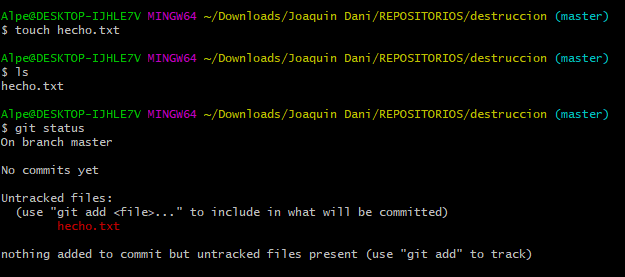 Alpe@DESKTOP-IJHLE7V MINGW64 ~/Downloads/Joaquin Dani/REPOSITORIOS/destruccion (master)
$ touch hecho.txt
Alpe@DESKTOP-IJHLE7V MINGW64 ~/Downloads/Joaquin Dani/REPOSITORIOS/destruccion (master)
$ ls
hecho.txt
Alpe@DESKTOP-IJHLE7V MINGW64 ~/Downloads/Joaquin Dani/REPOSITORIOS/destruccion (master)
$ git status
On branch master
No commits yet
Untracked files:
  (use "git add <file>..." to include in what will be committed)
        hecho.txt
nothing added to commit but untracked files present (use "git add" to track)